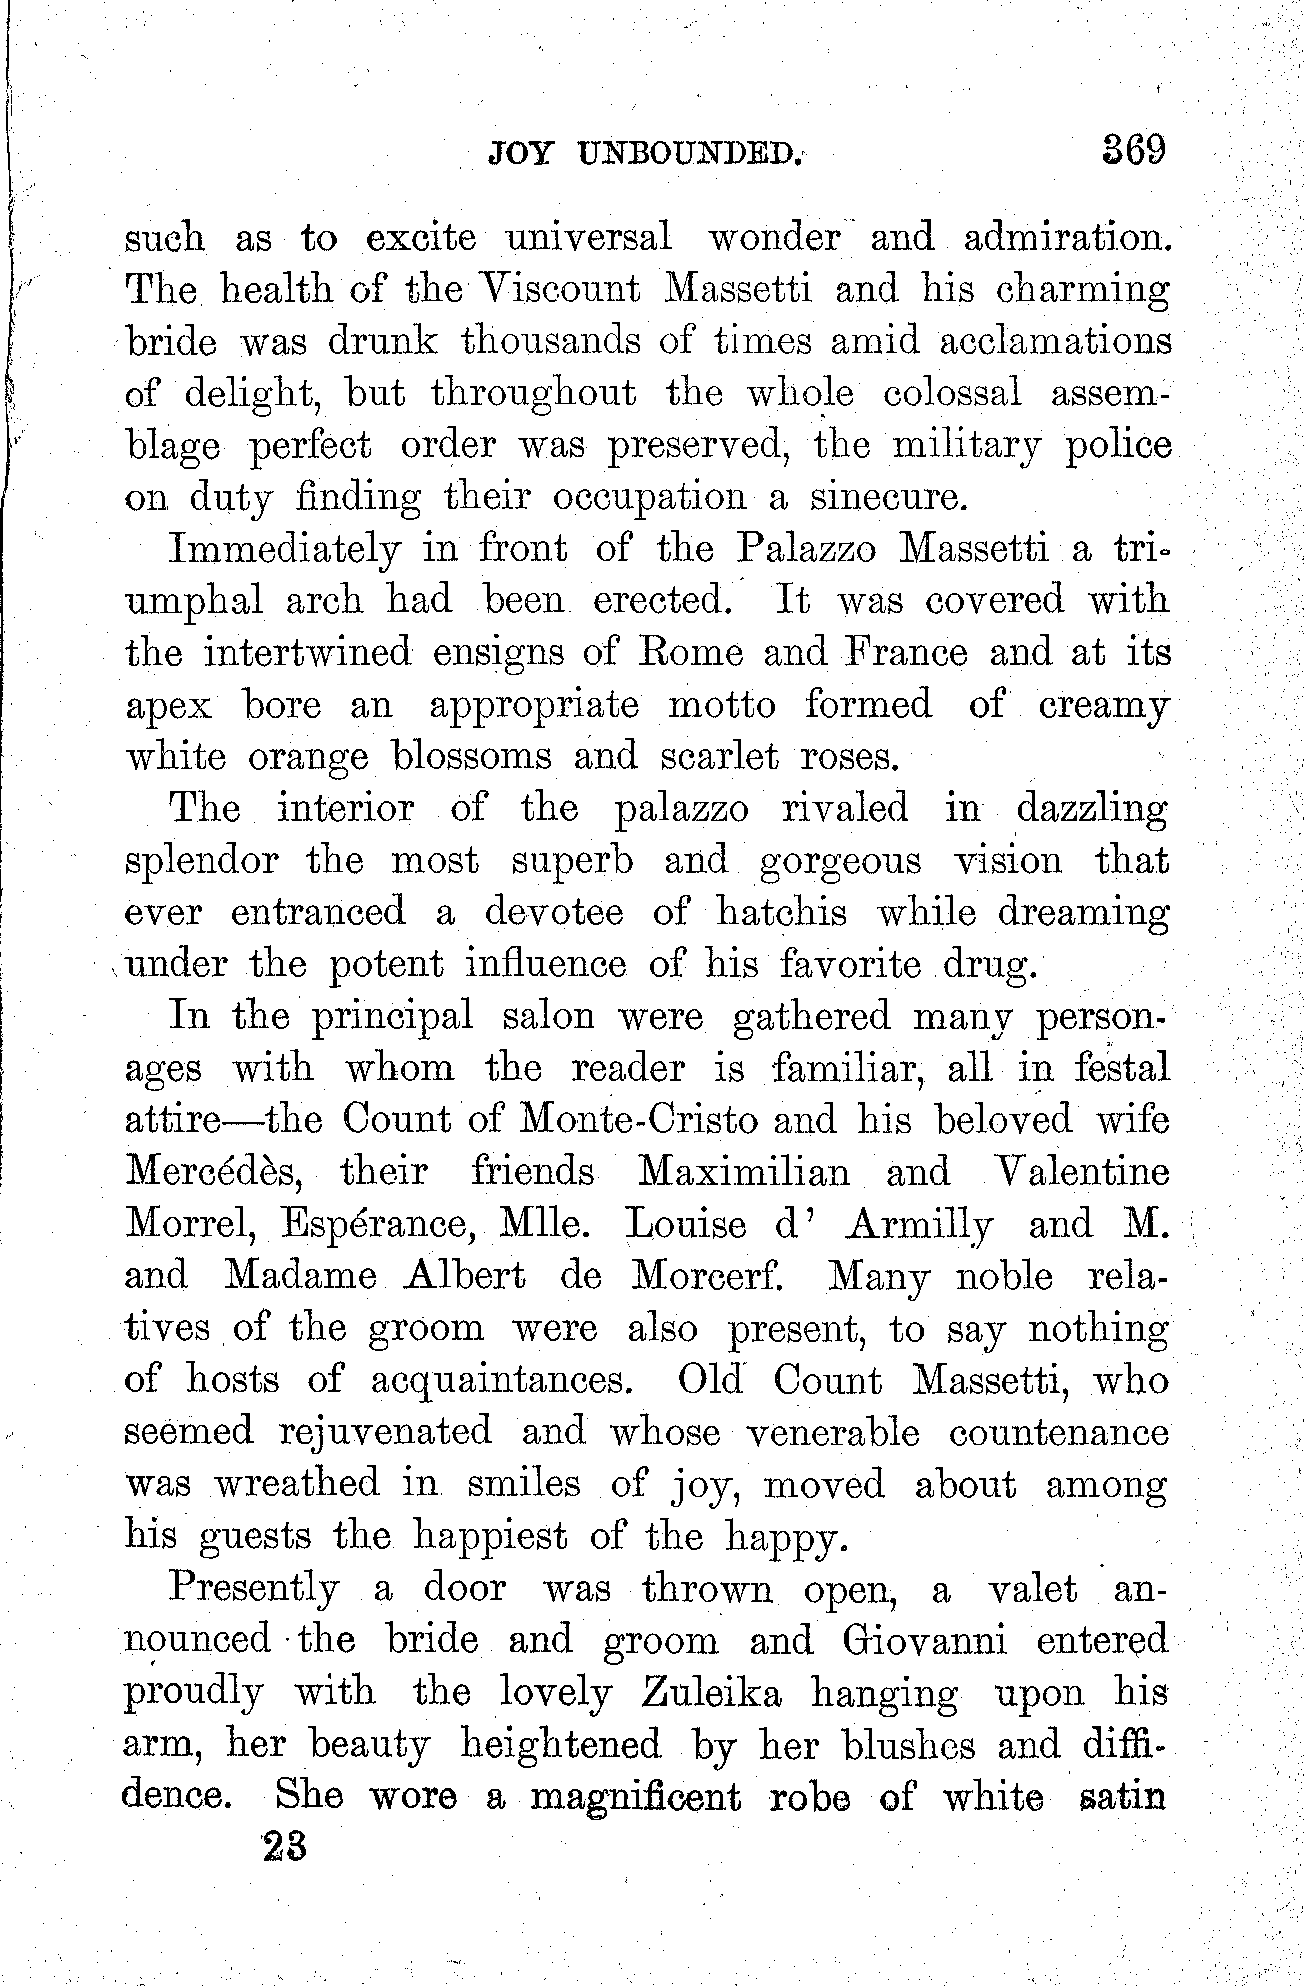 JOY UNBOUNDED. 369
such as to excite universal wonder and admiration.
The health of the Viscount Massetti and his charming
bride was drunk thousands of times amid acclamations
of delight, but throughout the whole colossal assem-
blage perfect order was preserved, the military police
on duty finding their occupation a sinecure.
Immediately in front of the Palazzo Massetti a tri-
umphal arch had been erected. It was covered with
the intertwined ensigns of Rome and France and at its
apex bore an appropriate motto formed of creamy
white orange blossoms and scarlet roses.
The interior of the palazzo rivaled in dazzling
splendor the most superb and gorgeous vision that
ever entranced a devotee of hatchis while dreaming
under the potent influence of his favorite drug.
In the principal salon were gathered many person-
ages with whom the reader is familiar, all in festal
attire—the Count of Monte-Cristo and his beloved wife
Mercédès, their friends Maximilian and Valentine
Morrel, Espérance, Mlle. Louise d' Armilly and M.
and Madame Albert de Morcerf. Many noble rela-
tives of the groom were also present, to say nothing
of hosts of acquaintances. Old Count Massetti, who
seemed rejuvenated and whose venerable countenance
was wreathed in smiles of joy, moved about among
his guests the happiest of the happy.
Presently a door was thrown open, a valet an-
nounced the bride and groom and Giovanni entered
proudly with the lovely Zuleika hanging upon his
arm, her beauty heightened by her blushes and diffi-
dence. She wore a magnificent robe of white satin
23